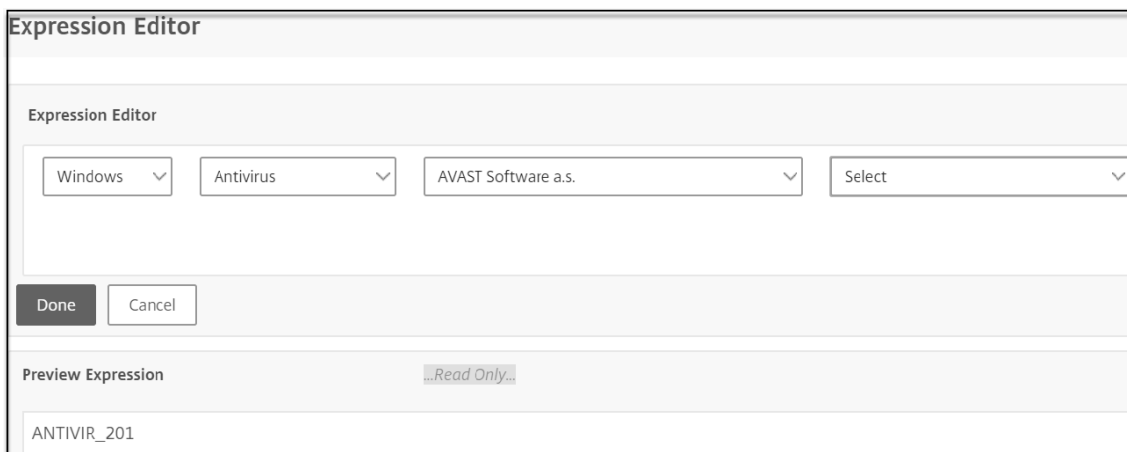 Expression Editor
Expression Editor
Windows Antivirus AVAST Software a.s. Select
Done Cancel
Preview Expression ...Read Only...
ANTIVIR_201